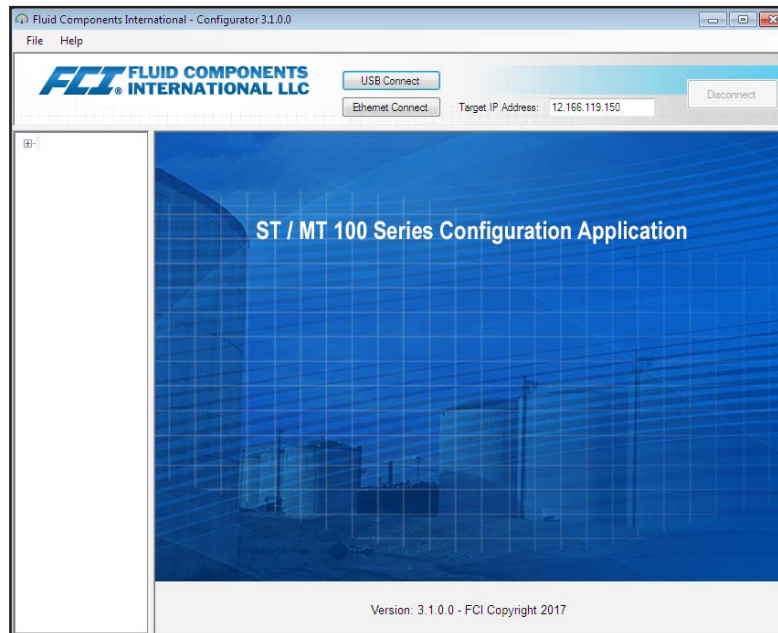 Fluid Components International - Configurator 3.1.0.0
File Help
FCI® FLUID COMPONENTS
INTERNATIONAL LLC
USB Connect
Ethernet Connect
Target IP Address: 12.166.119.150
Disconnect
ST / MT 100 Series Configuration Application
Version: 3.1.0.0 - FCI Copyright 2017